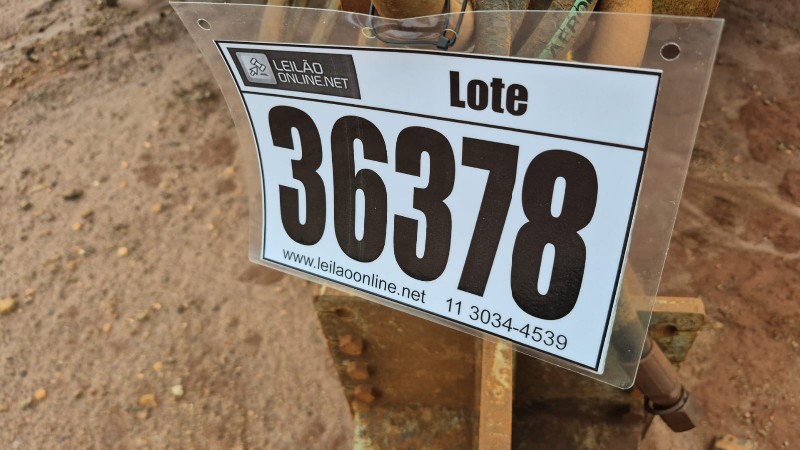 LEILÃO
ONLINE.NET
Lote
36378
www.leilaoonline.net 11 3034-4539